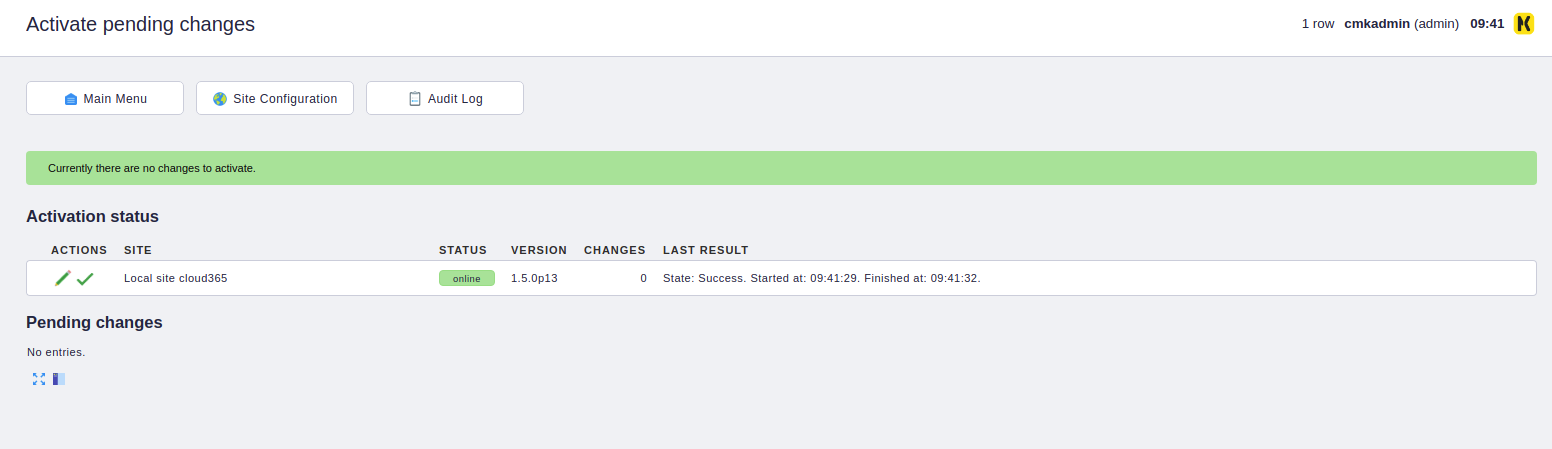 Activate pending changes
1 row cmkadmin (admin) 09:41
Main Menu Site Configuration Audit Log
Currently there are no changes to activate.
Activation status
ACTIONS SITE STATUS VERSION CHANGES LAST RESULT
Local site cloud365 online 1.5.0p13 0 State: Success. Started at: 09:41:29. Finished at: 09:41:32.
Pending changes
No entries.